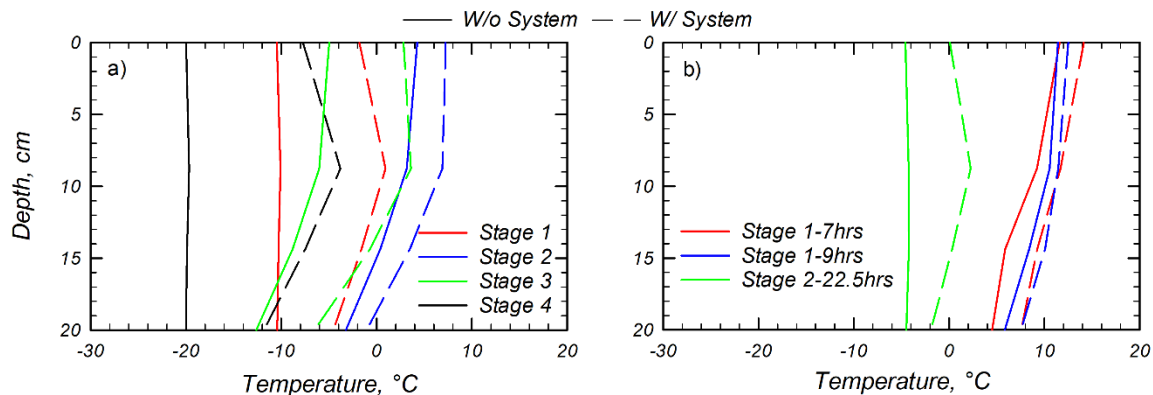 W/o System W/ System
a)
0
5
10
15
20
Depth, cm
Stage 1
Stage 2
Stage 3
Stage 4
-30 -20 -10 0 10 20
Temperature, °C
b)
0
5
10
15
20
Stage 1-7hrs
Stage 1-9hrs
Stage 2-22.5hrs
-30 -20 -10 0 10 20
Temperature, °C